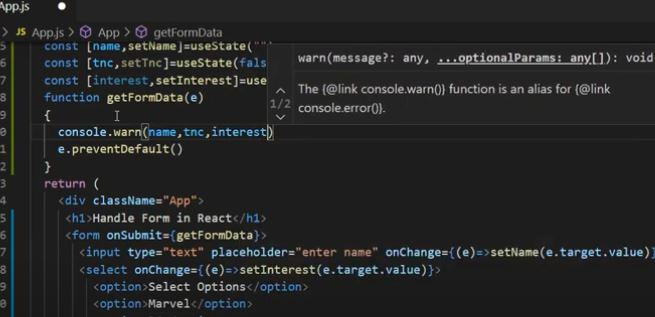 App.js ●
> JS App.js > App > getFormData
5 const [name,setName]=useState("")
6 const [tnc,setTnc]=useState(fals
7 const [interest,setInterest]=use
8 function getFormData(e)
9 {
0 console.warn(name,tnc,interest)
1 e.preventDefault()
2 }
3 return (
4 <div className="App">
5 <h1>Handle Form in React</h1>
6 <form onSubmit={getFormData}>
7 <input type="text" placeholder="enter name" onChange={(e)=>setName(e.target.value)}
8 <select onChange={(e)=>setInterest(e.target.value)}>
9 <option>Select Options</option>
0 <option>Marvel</option>
warn(message?: any, ...optionalParams: any[]): void
1/2
The {@link console.warn()} function is an alias for {@link
console.error()}.